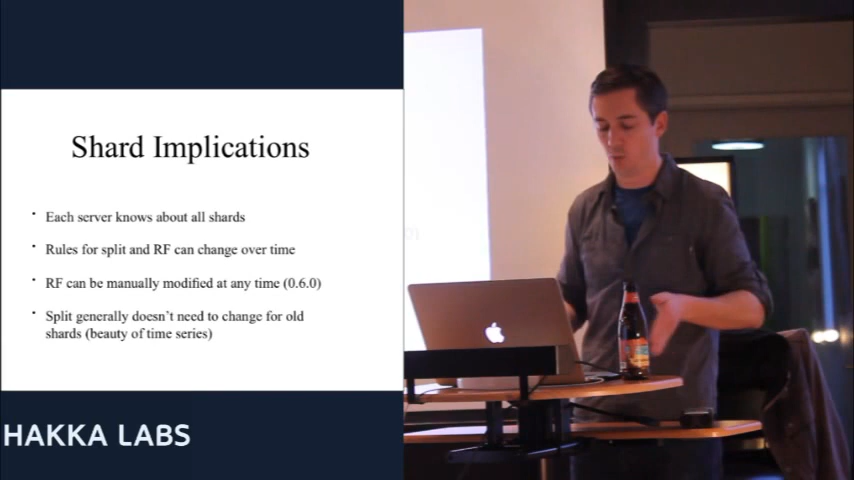 Shard Implications
· Each server knows about all shards
· Rules for split and RF can change over time
· RF can be manually modified at any time (0.6.0)
· Split generally doesn't need to change for old
shards (beauty of time series)
HAKKA LABS